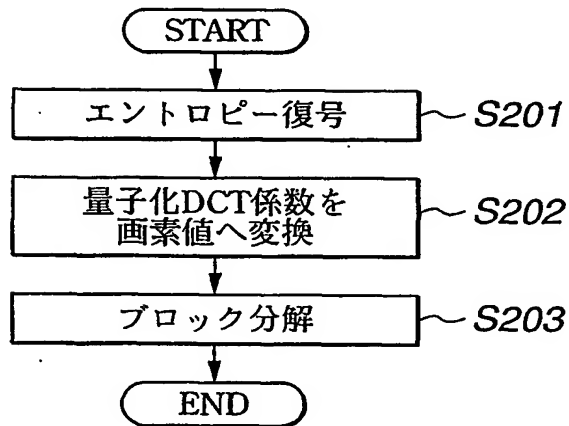 START
エントロピー復号
S201
量子化DCT係数を
画素値へ変換
S202
ブロック分解
S203
END